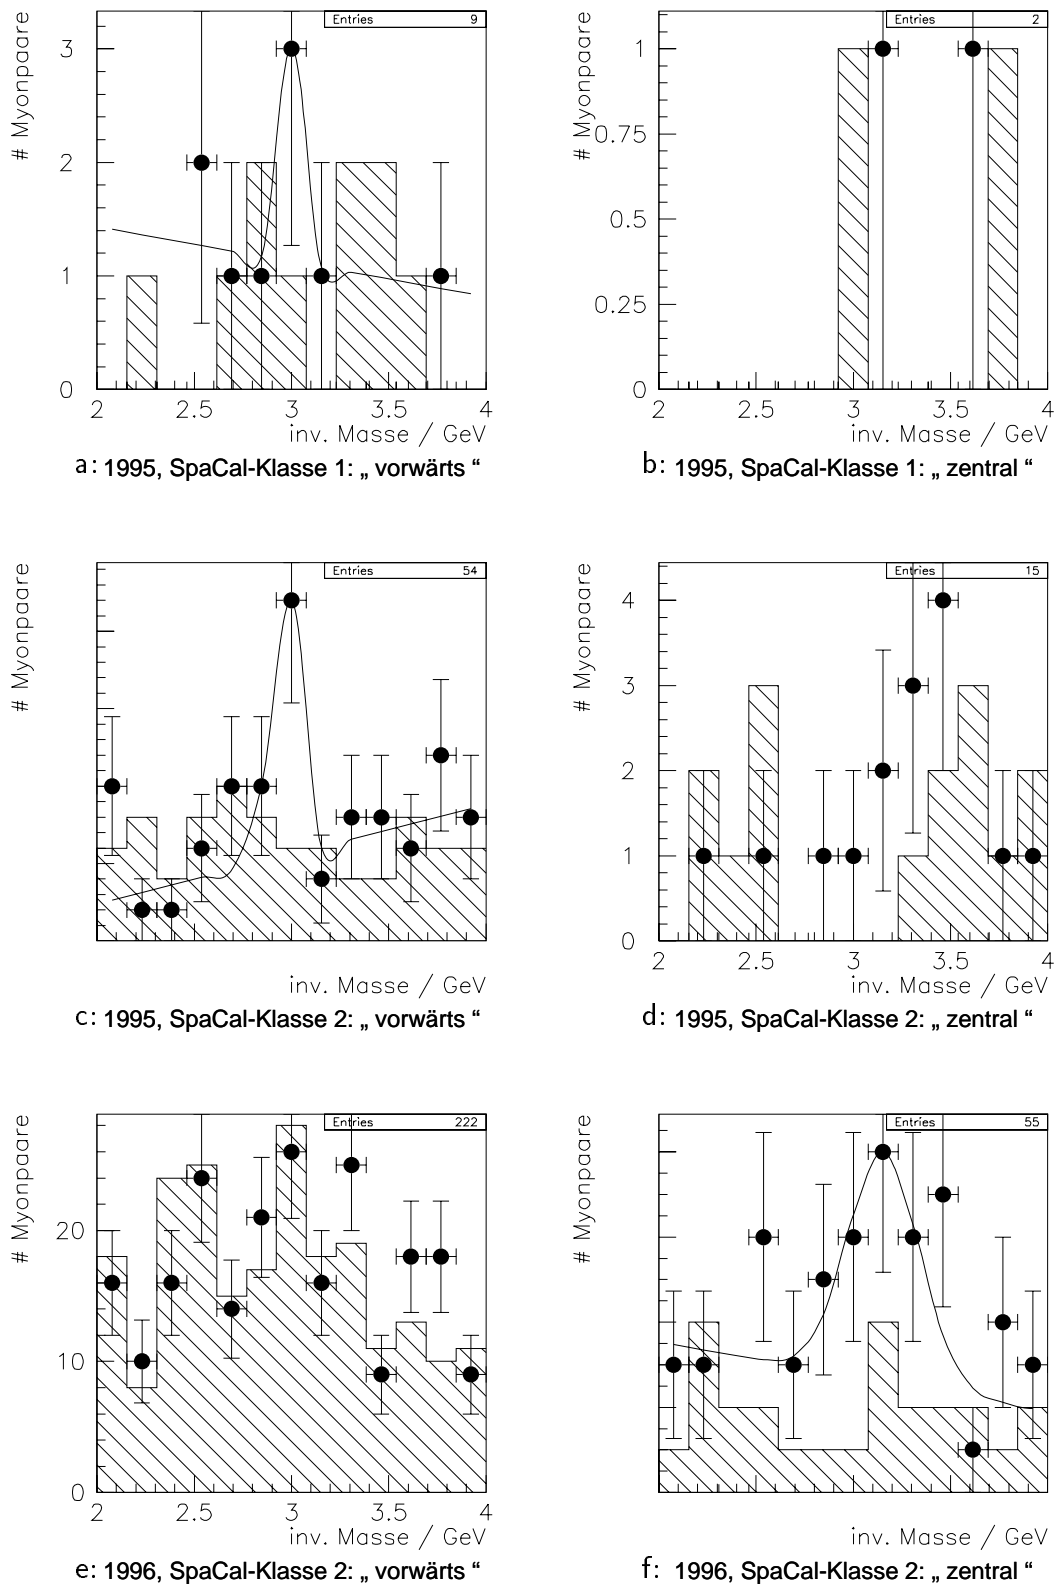 Entries 9
# Myonpaare
3
2
1
0
2 2.5 3 3.5 4
inv. Masse / GeV
a: 1995, SpaCal-Klasse 1: „ vorwärts “
Entries 2
# Myonpaare
1
0.75
0.5
0.25
0
2 2.5 3 3.5 4
inv. Masse / GeV
b: 1995, SpaCal-Klasse 1: „ zentral “
Entries 54
# Myonpaare
inv. Masse / GeV
c: 1995, SpaCal-Klasse 2: „ vorwärts “
Entries 15
# Myonpaare
4
3
2
1
0
2 2.5 3 3.5 4
inv. Masse / GeV
d: 1995, SpaCal-Klasse 2: „ zentral “
Entries 222
# Myonpaare
20
10
0
2 2.5 3 3.5 4
inv. Masse / GeV
e: 1996, SpaCal-Klasse 2: „ vorwärts “
Entries 55
# Myonpaare
inv. Masse / GeV
f: 1996, SpaCal-Klasse 2: „ zentral “